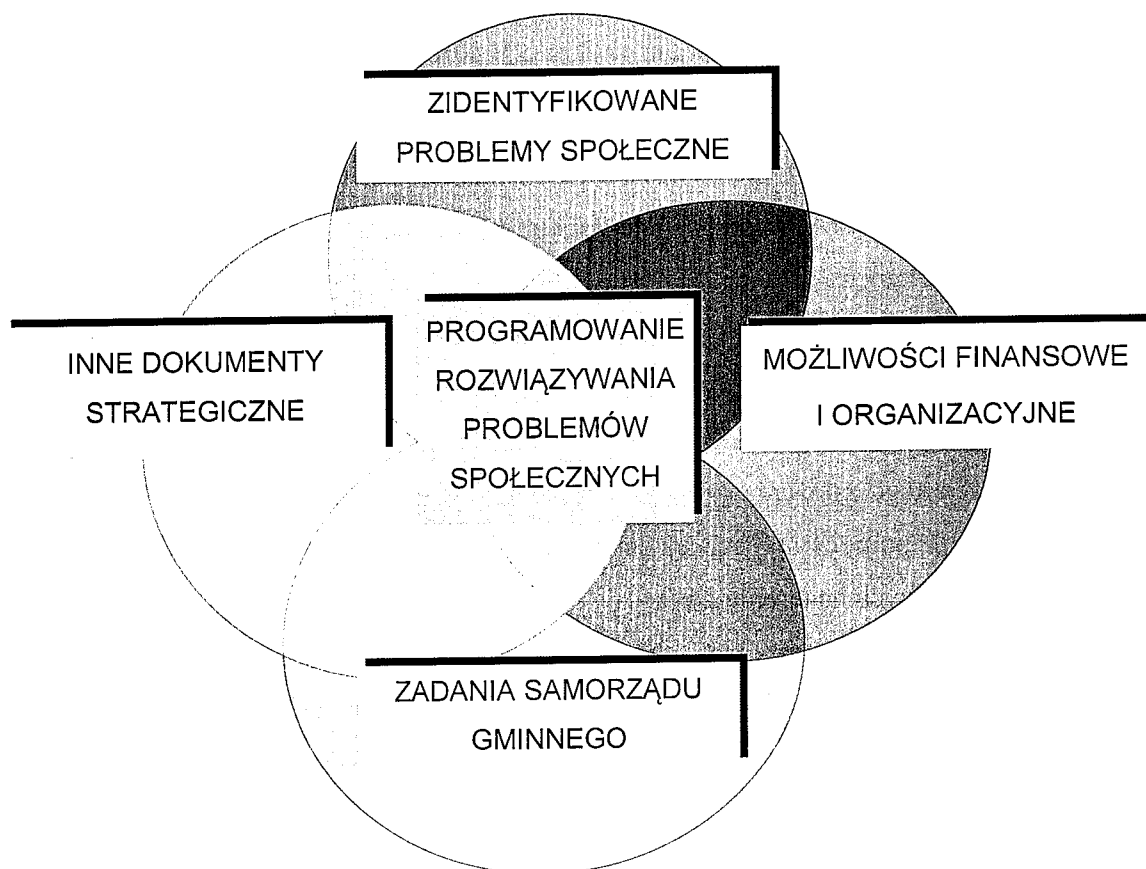 ZIDENTYFIKOWANE
PROBLEMY SPOŁECZNE
INNE DOKUMENTY
STRATEGICZNE
PROGRAMOWANIE
ROZWIĄZYWANIA
PROBLEMÓW
SPOŁECZNYCH
MOŻLIWOŚCI FINANSOWE
I ORGANIZACYJNE
ZADANIA SAMORZĄDU
GMINNEGO